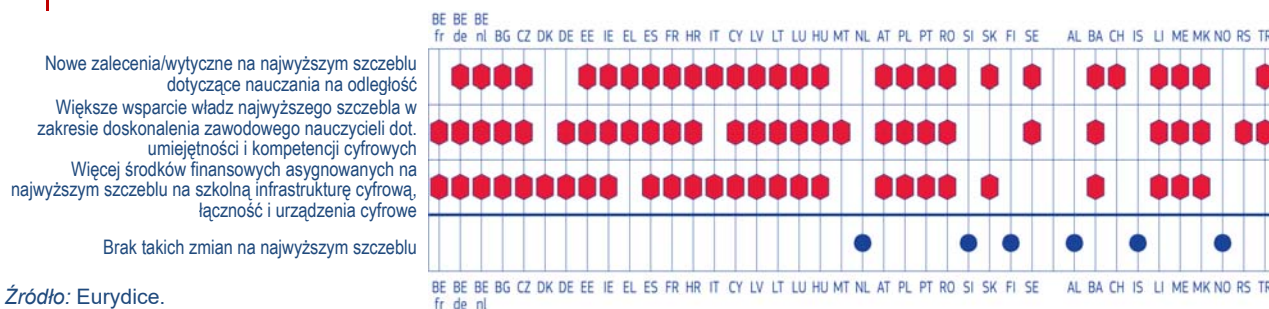 BE BE BE
fr de nl BG CZ DK DE EE IE EL ES FR HR IT CY LV LT LU HU MT NL AT PL PT RO SI SK FI SE AL BA CH IS LI ME MK NO RS TR
Nowe zalecenia/wytyczne na najwyższym szczeblu
dotyczące nauczania na odległość
Większe wsparcie władz najwyższego szczebla w
zakresie doskonalenia zawodowego nauczycieli dot.
umiejętności i kompetencji cyfrowych
Więcej środków finansowych asygnowanych na
najwyższym szczeblu na szkolną infrastrukturę cyfrową,
łączność i urządzenia cyfrowe
Brak takich zmian na najwyższym szczeblu
BE BE BE BG CZ DK DE EE IE EL ES FR HR IT CY LV LT LU HU MT NL AT PL PT RO SI SK FI SE AL BA CH IS LI ME MK NO RS TR
fr de nl
Źródło: Eurydice.